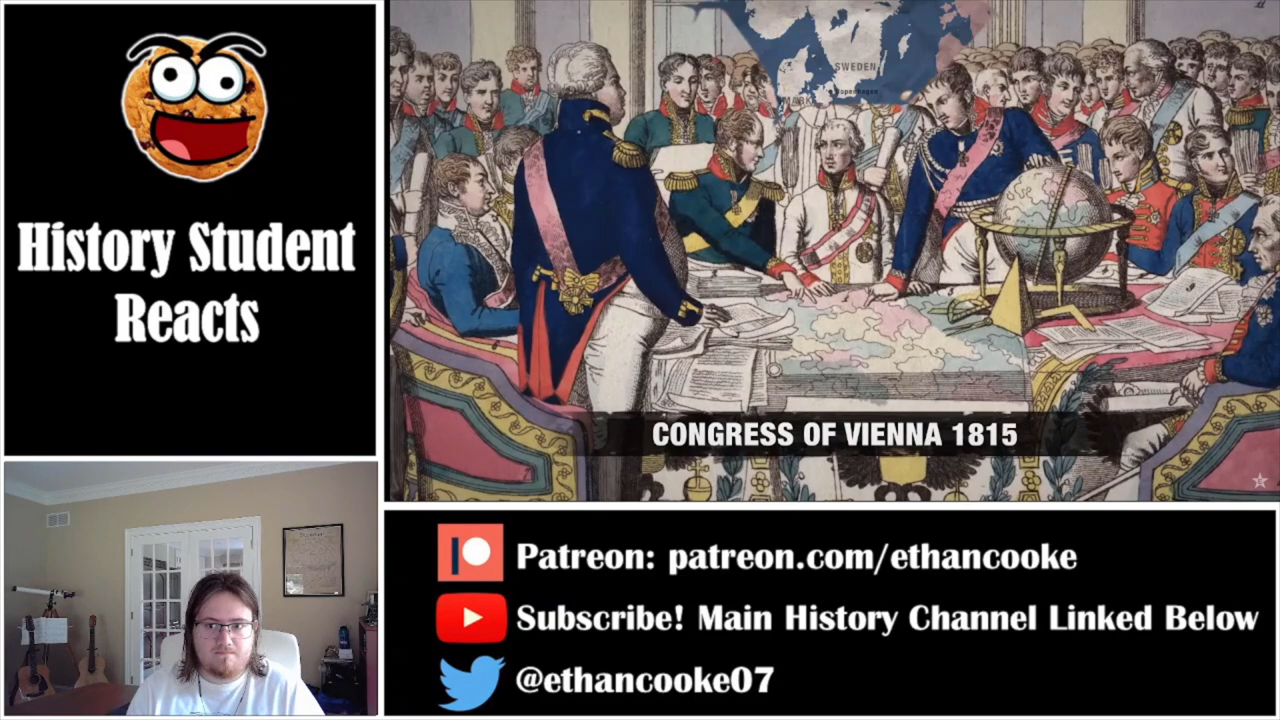 History Student
Reacts
SWEDEN
Copenhagen
CONGRESS OF VIENNA 1815
Patreon: patreon.com/ethancooke
Subscribe! Main History Channel Linked Below
@ethancooke07